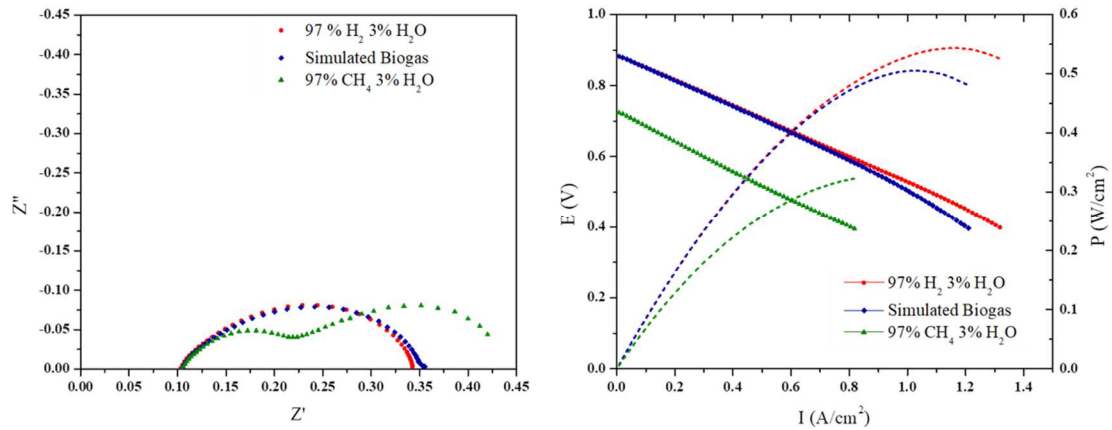 -0.45
-0.40
-0.35
-0.30
-0.25
-0.20
-0.15
-0.10
-0.05
0.00
Z''
0.00 0.05 0.10 0.15 0.20 0.25 0.30 0.35 0.40 0.45
Z'
97 % H₂ 3% H₂O
Simulated Biogas
97% CH₄ 3% H₂O
1.0
0.8
0.6
0.4
0.2
0.0
E (V)
0.0 0.2 0.4 0.6 0.8 1.0 1.2 1.4
I (A/cm²)
97% H₂ 3% H₂O
Simulated Biogas
97% CH₄ 3% H₂O
0.6
0.5
0.4
0.3
0.2
0.1
0.0
P (W/cm²)